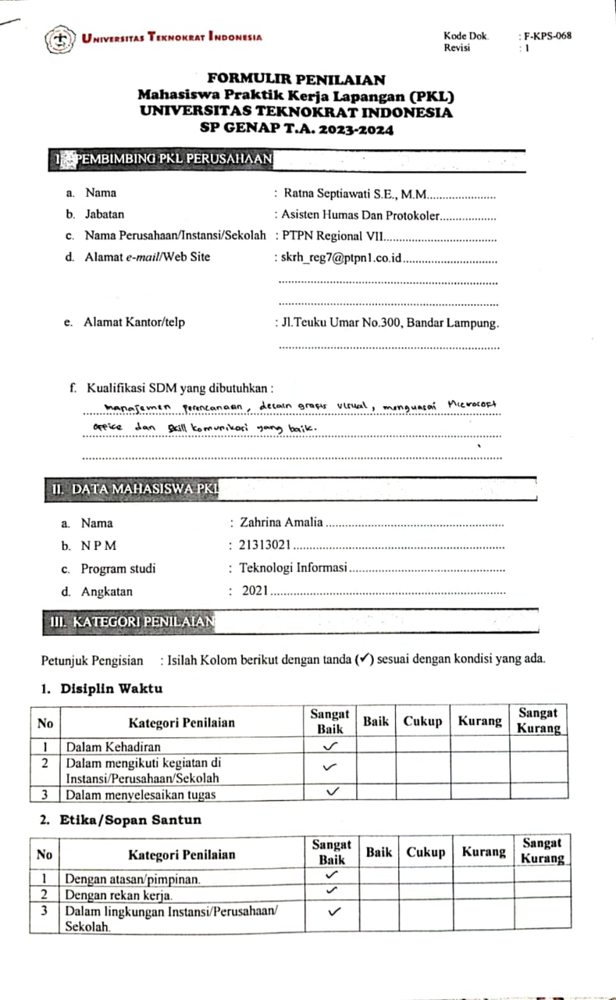 UNIVERSITAS TEKNOKRAT INDONESIA
Kode Dok. : F-KPS-068
Revisi : 1
FORMULIR PENILAIAN
Mahasiswa Praktik Kerja Lapangan (PKL)
UNIVERSITAS TEKNOKRAT INDONESIA
SP GENAP T.A. 2023-2024
I. PEMBIMBING PKL PERUSAHAAN
a. Nama : Ratna Septiawati S.E., M.M......................
b. Jabatan : Asisten Humas Dan Protokoler..................
c. Nama Perusahaan/Instansi/Sekolah : PTPN Regional VII....................................
d. Alamat e-mail/Web Site : skrh_reg7@ptpn1.co.id..............................
e. Alamat Kantor/telp : Jl.Teuku Umar No.300, Bandar Lampung.
f. Kualifikasi SDM yang dibutuhkan :
Manajemen perencanaan, desain grafis visual, menguasai Microsoft
office dan skill komunikasi yang baik.
II. DATA MAHASISWA PKL
a. Nama : Zahrina Amalia .........................................................
b. N P M : 21313021 ....................................................................
c. Program studi : Teknologi Informasi..................................................
d. Angkatan : 2021...........................................................................
III. KATEGORI PENILAIAN
Petunjuk Pengisian : Isilah Kolom berikut dengan tanda (✓) sesuai dengan kondisi yang ada.
1. Disiplin Waktu
No Kategori Penilaian Sangat Baik Baik Cukup Kurang Sangat Kurang
1 Dalam Kehadiran ✓
2 Dalam mengikuti kegiatan di ✓
Instansi/Perusahaan/Sekolah
3 Dalam menyelesaikan tugas ✓
2. Etika/Sopan Santun
No Kategori Penilaian Sangat Baik Baik Cukup Kurang Sangat Kurang
1 Dengan atasan/pimpinan. ✓
2 Dengan rekan kerja. ✓
3 Dalam lingkungan Instansi/Perusahaan/ ✓
Sekolah.